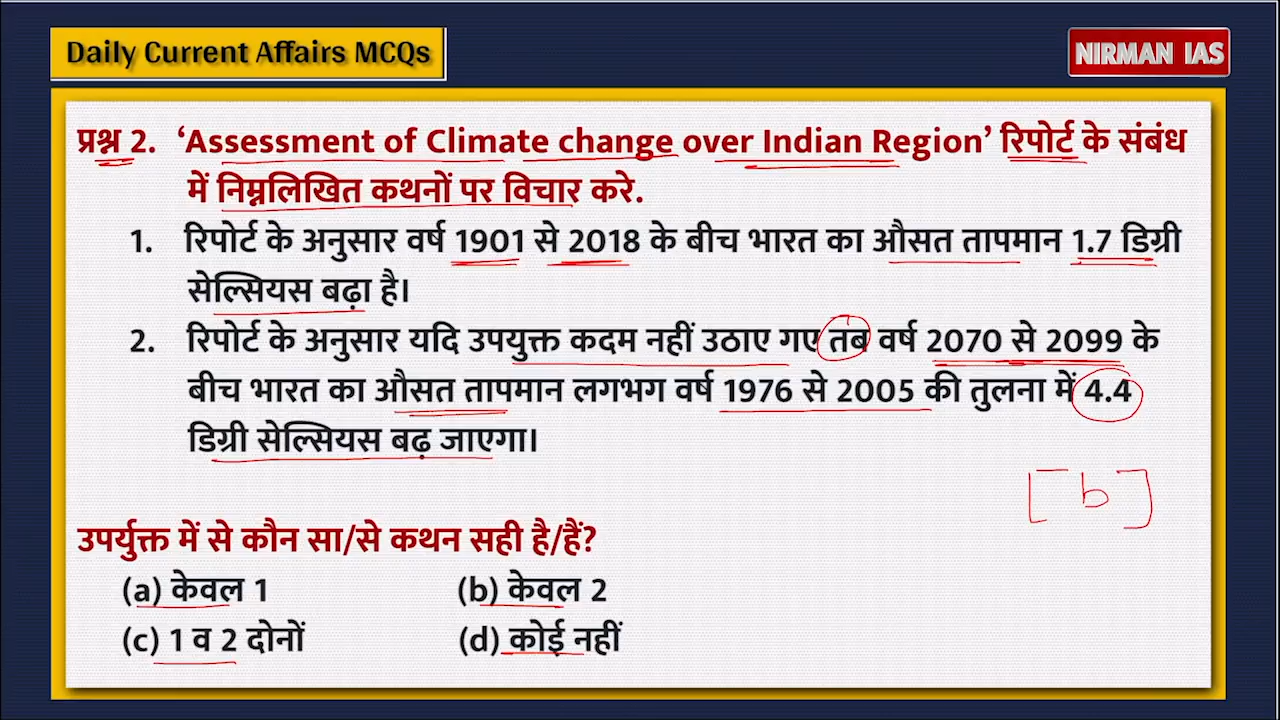 Daily Current Affairs MCQs
NIRMAN IAS
प्रश्न 2. ‘Assessment of Climate change over Indian Region’ रिपोर्ट के संबंध
में निम्नलिखित कथनों पर विचार करे.
1. रिपोर्ट के अनुसार वर्ष 1901 से 2018 के बीच भारत का औसत तापमान 1.7 डिग्री
सेल्सियस बढ़ा है।
2. रिपोर्ट के अनुसार यदि उपयुक्त कदम नहीं उठाए गए तब वर्ष 2070 से 2099 के
बीच भारत का औसत तापमान लगभग वर्ष 1976 से 2005 की तुलना में 4.4
डिग्री सेल्सियस बढ़ जाएगा।
[b]
उपर्युक्त में से कौन सा/से कथन सही है/हैं?
(a) केवल 1 (b) केवल 2
(c) 1 व 2 दोनों (d) कोई नहीं